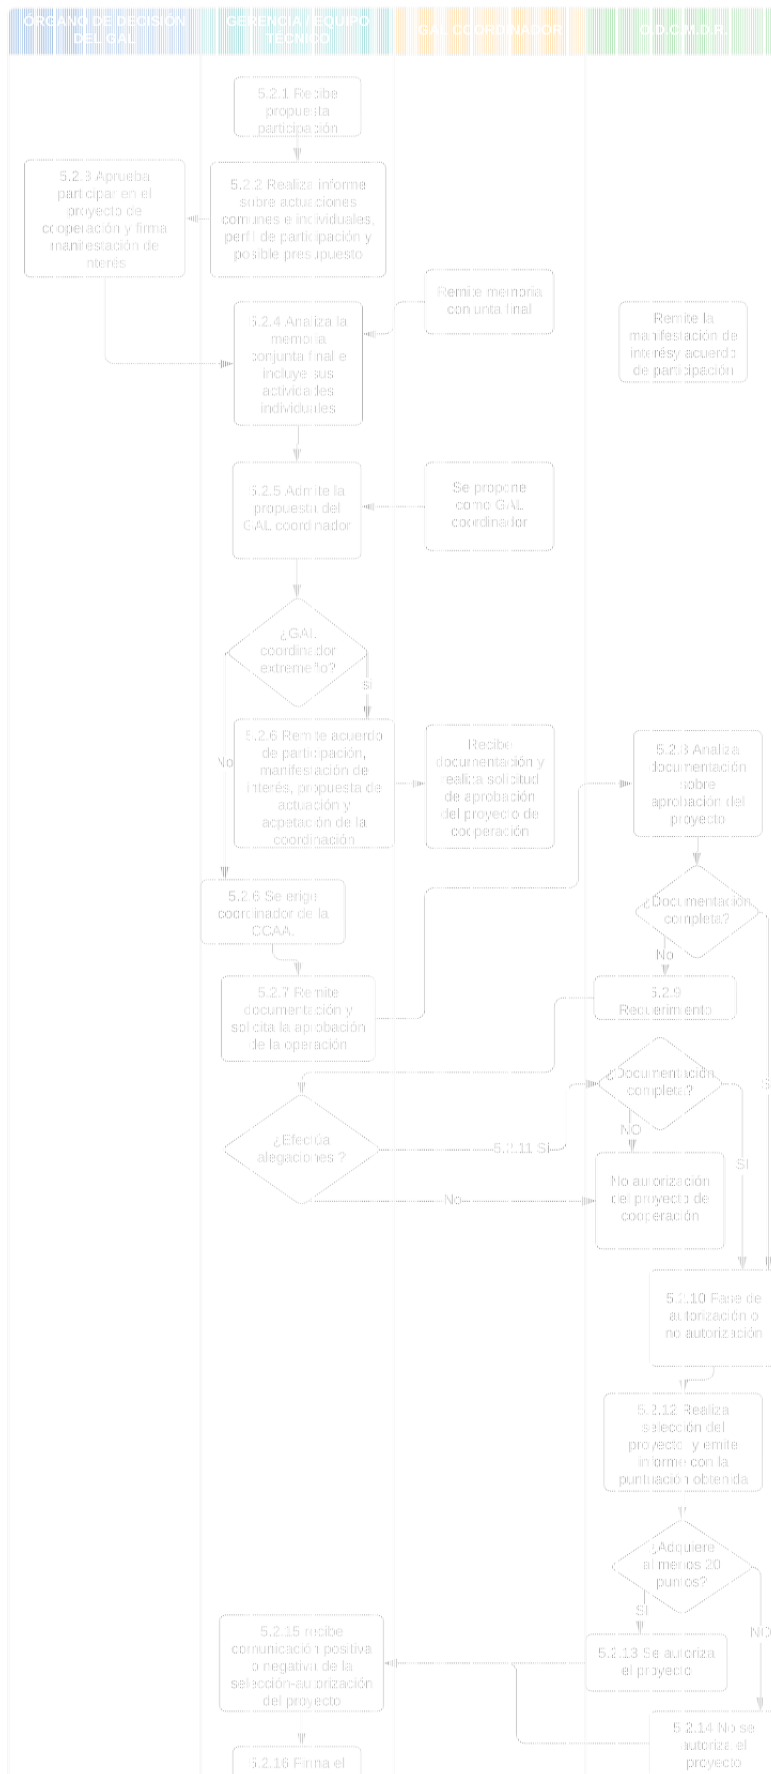 ÓRGANO DE DECISIÓN
DEL GAL
GERENCIA / EQUIPO
TÉCNICO
GAL COORDINADOR
O.D.C.M.D.R.
5.2.1 Recibe
propuesta
participación
5.2.3 Aprueba
participar en el
proyecto de
cooperación y firma
manifestación de
interés
5.2.2 Realiza informe
sobre actuaciones
comunes e individuales,
perfil de participación y
posible presupuesto
Remite memoria
conjunta final
5.2.4 Analiza la
memoria
conjunta final e
incluye sus
actividades
individuales
Remite la
manifestación de
interés y acuerdo
de participación
5.2.5 Admite la
propuesta del
GAL coordinador
Se propone
como GAL
coordinador
¿GAL
coordinador
extremeño?
SI
No
5.2.6 Remite acuerdo
de participación,
manifestación de
interés, propuesta de
actuación y
acpetación de la
coordinación
Recibe
documentación y
realiza solicitud
de aprobación
del proyecto de
cooperación
5.2.8 Analiza
documentación
sobre
aprobación del
proyecto
5.2.6 Se erige
coordinador de la
CCAA.
¿Documentación
completa?
No
5.2.7 Remite
documentación y
solicita la aprobación
de la operación
5.2.9
Requerimiento
¿Documentación
completa?
¿Efectúa
alegaciones ?
5.2.11 Si
NO
SI
No
No autorización
del proyecto de
cooperación
5.2.10 Fase de
autorización o
no autorización
5.2.12 Realiza
selección del
proyecto y emite
informe con la
puntuación obtenida
¿Adquiere
al menos 20
puntos?
SI
NO
5.2.15 recibe
comunicación positiva
o negativa de la
selección-autorización
del proyecto
5.2.13 Se autoriza
el proyecto
5.2.14 No se
autoriza el
proyecto
5.2.16 Firma el